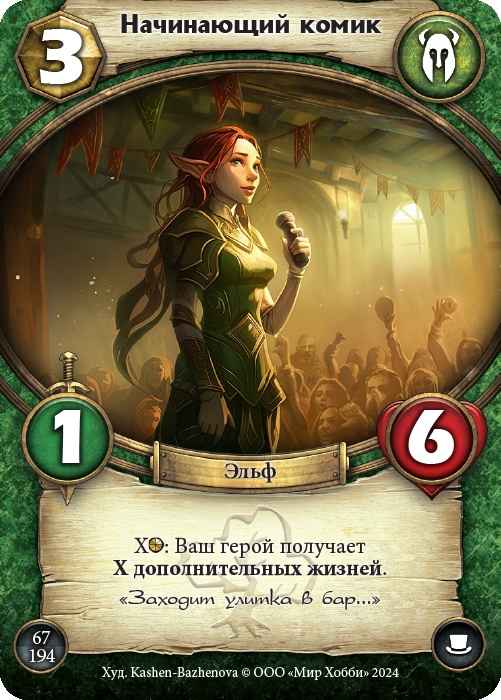 Начинающий комик
3
1
6
Эльф
X: Ваш герой получает
X дополнительных жизней.
«Заходит улитка в бар...»
67
194
Худ. Kashen-Bazhenova © ООО «Мир Хобби» 2024